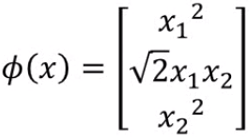 x₁²
ϕ(x) = [√2x₁x₂]
x₂²